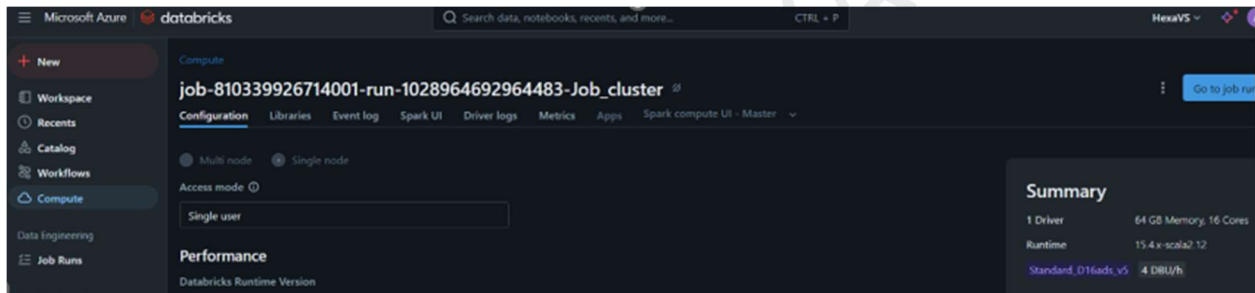 Microsoft Azure databricks Search data, notebooks, recents, and more... CTRL + P HexaVS
+ New
Workspace
Recents
Catalog
Workflows
Compute
Data Engineering
Job Runs
Compute
job-810339926714001-run-1028964692964483-Job_cluster
Go to job run
Configuration Libraries Event log Spark UI Driver logs Metrics Apps Spark compute UI - Master
Multi node Single node
Access mode
Single user
Performance
Databricks Runtime Version
Summary
1 Driver 64 GB Memory, 16 Cores
Runtime 15.4.x-scala2.12
Standard_D16ads_v5 4 DBU/h